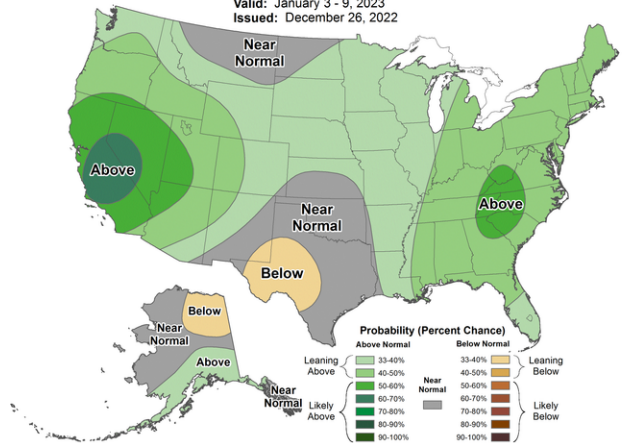 Valid: January 3 - 9, 2023
Issued: December 26, 2022
Near
Normal
Above
Near
Normal
Above
Below
Below
Near
Normal
Above
Near
Normal
Probability (Percent Chance)
Above Normal
Below Normal
Leaning
Above
33-40%
40-50%
Likely
Above
50-60%
60-70%
70-80%
80-90%
90-100%
Near
Normal
33-40%
40-50%
Leaning
Below
50-60%
60-70%
70-80%
80-90%
90-100%
Likely
Below